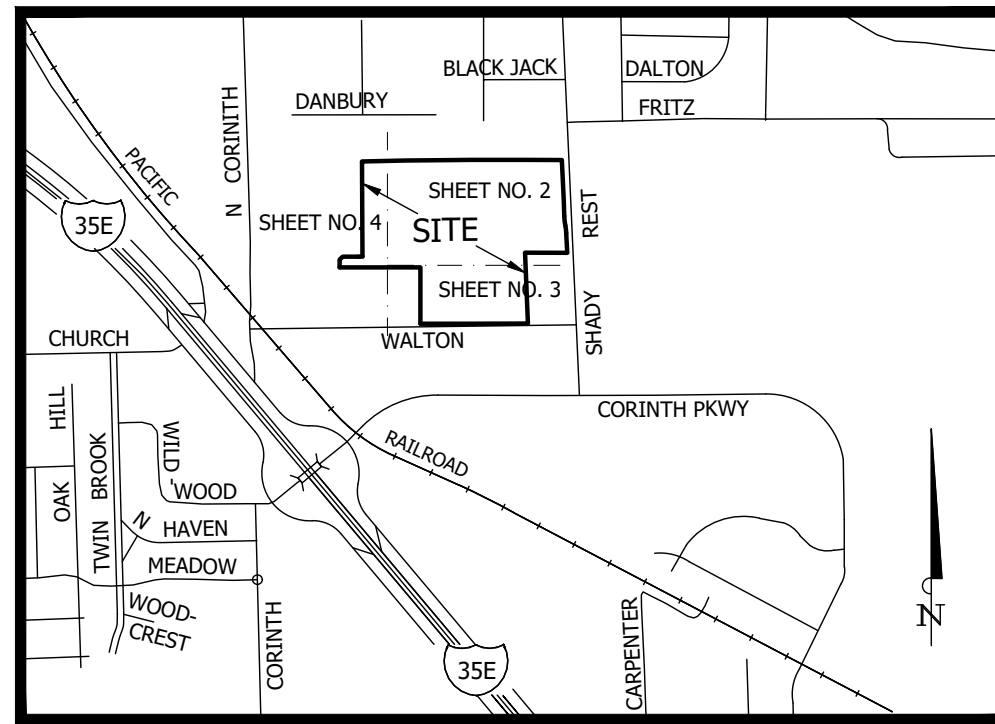 BLACK JACK
DALTON
DANBURY
FRITZ
N CORINITH
PACIFIC
35E
SHEET NO. 2
SHEET NO. 4
SITE
REST
SHEET NO. 3
SHADY
CHURCH
WALTON
CORINTH PKWY
HILL
OAK
TWIN BROOK
WILD-
WOOD
RAILROAD
N HAVEN
MEADOW
WOOD-
CREST
CORINTH
35E
CARPENTER
N